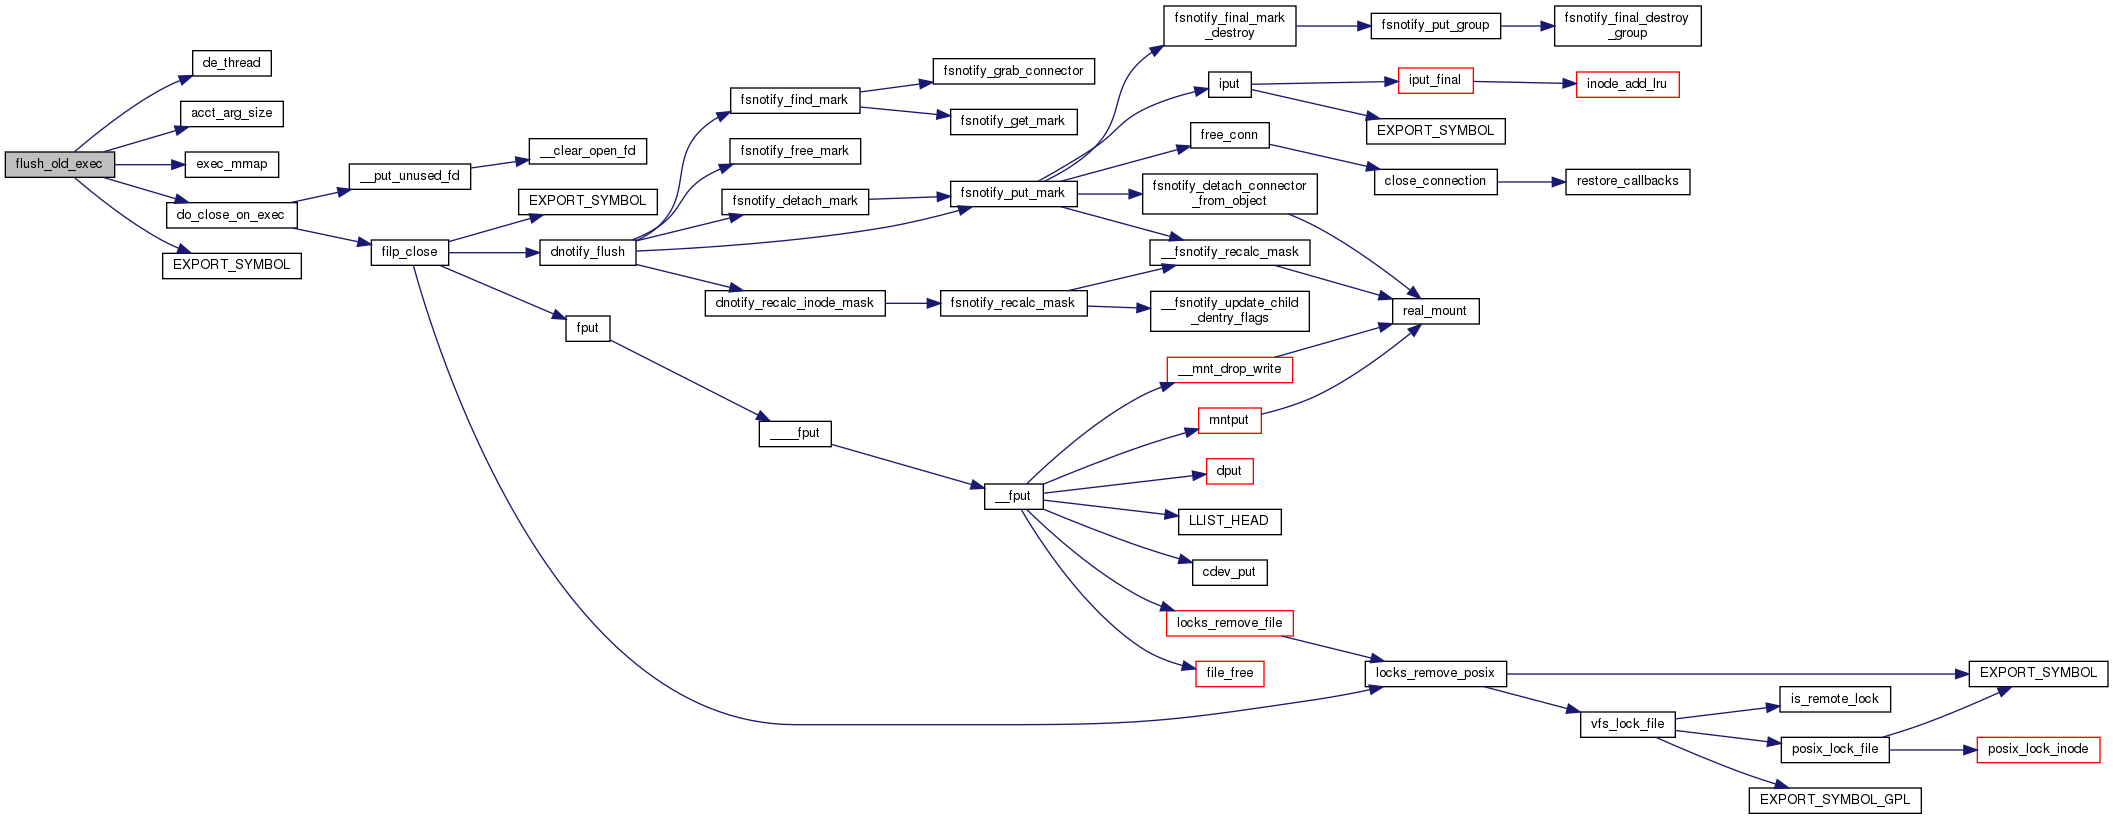 flush_old_exec
de_thread
acct_arg_size
exec_mmap
do_close_on_exec
EXPORT_SYMBOL
__put_unused_fd
__clear_open_fd
filp_close
EXPORT_SYMBOL
dnotify_flush
fput
fsnotify_find_mark
fsnotify_free_mark
fsnotify_detach_mark
dnotify_recalc_inode_mask
____fput
fsnotify_grab_connector
fsnotify_get_mark
fsnotify_put_mark
fsnotify_recalc_mask
__fput
fsnotify_final_mark
_destroy
iput
free_conn
fsnotify_detach_connector
_from_object
__fsnotify_recalc_mask
__fsnotify_update_child
_dentry_flags
__mnt_drop_write
mntput
dput
LLIST_HEAD
cdev_put
locks_remove_file
file_free
fsnotify_put_group
iput_final
EXPORT_SYMBOL
close_connection
real_mount
locks_remove_posix
fsnotify_final_destroy
_group
inode_add_lru
restore_callbacks
vfs_lock_file
is_remote_lock
posix_lock_file
EXPORT_SYMBOL_GPL
EXPORT_SYMBOL
posix_lock_inode